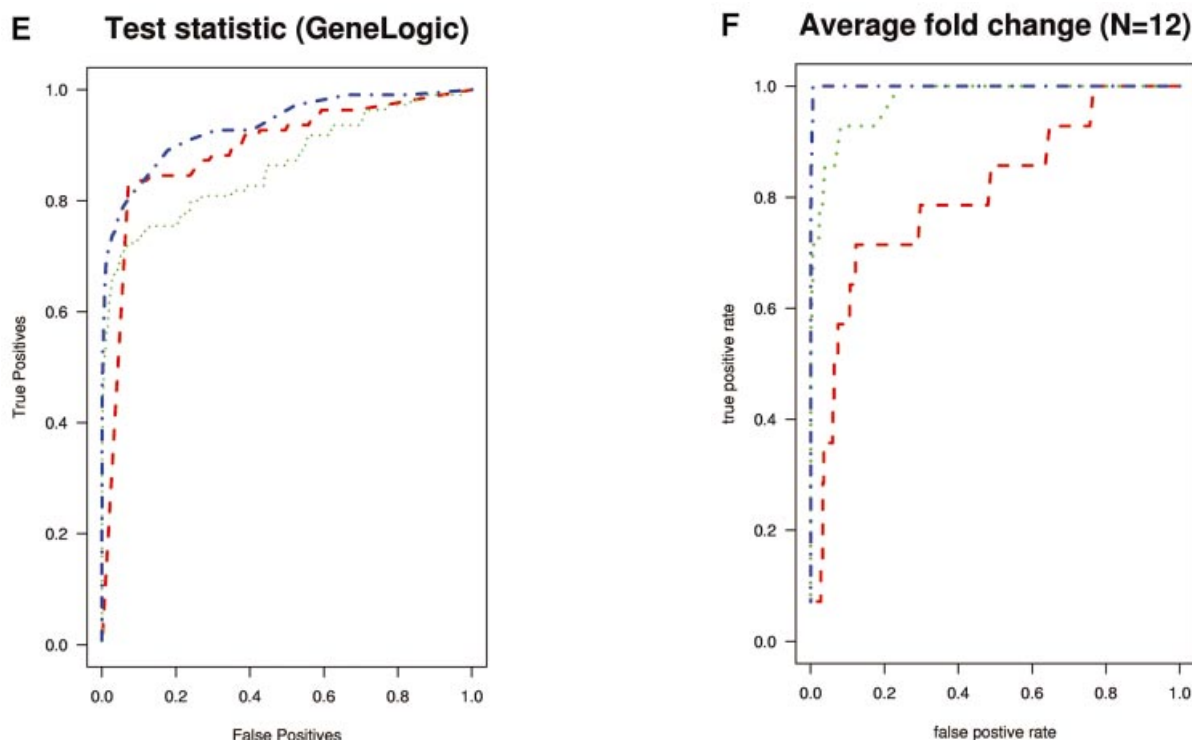 E Test statistic (GeneLogic)
True Positives
1.0
0.8
0.6
0.4
0.2
0.0
0.0 0.2 0.4 0.6 0.8 1.0
False Positives
F Average fold change (N=12)
true positive rate
1.0
0.8
0.6
0.4
0.2
0.0
0.0 0.2 0.4 0.6 0.8 1.0
false postive rate